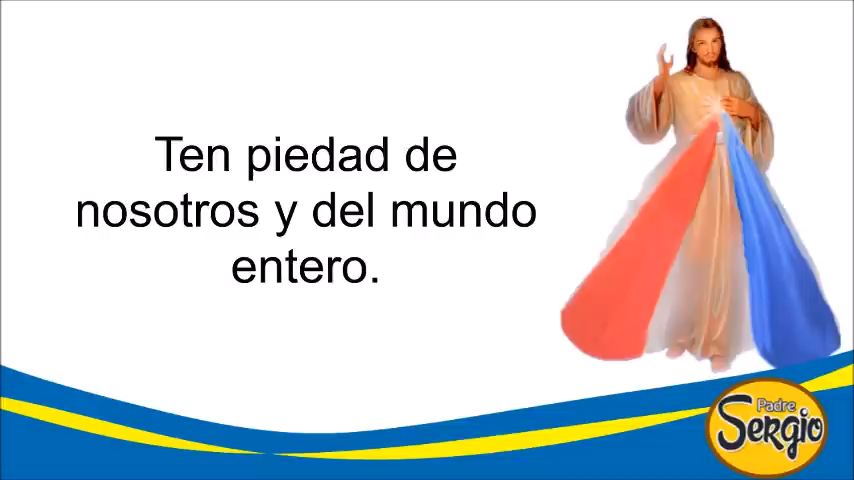 Ten piedad de
nosotros y del mundo
entero.
Padre
Sergio